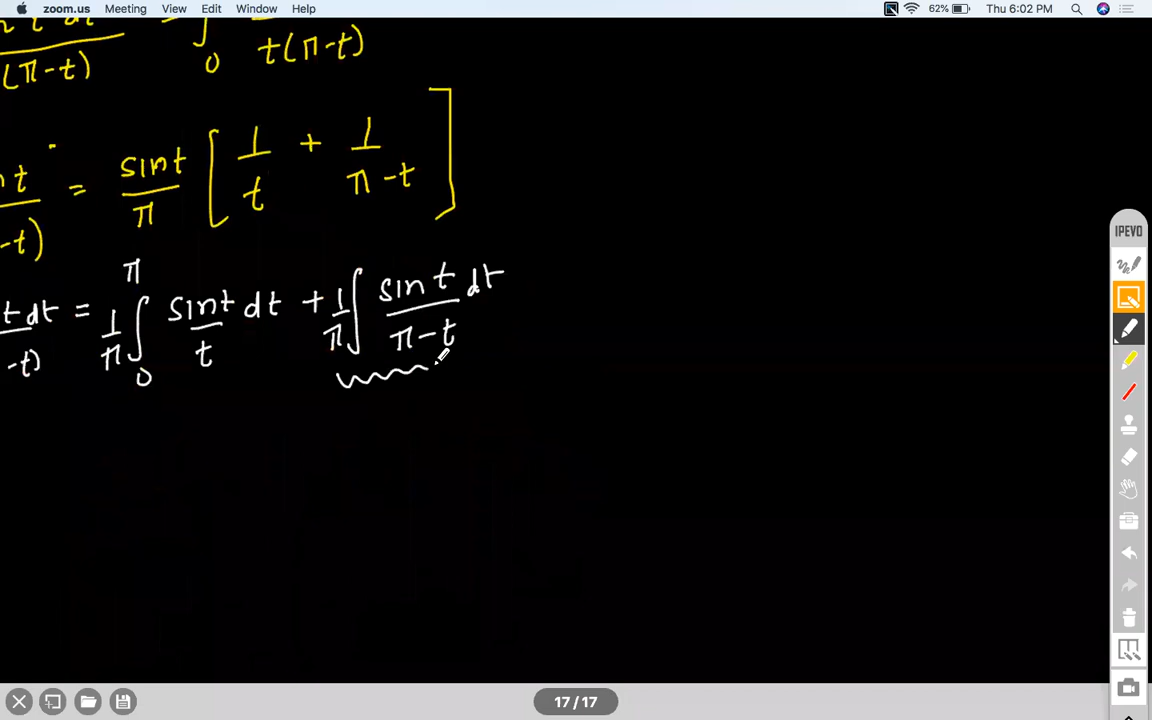 zoom.us Meeting View Edit Window Help 62% Thu 6:02 PM
(π-t) ∫ 0 t(π-t)
t/-t) = sint/π [ 1/t + 1/π-t ]
t dt/-t) = 1/π ∫ 0 π sint/t dt + 1/π ∫ sint/π-t dt
IPEVO
17 / 17